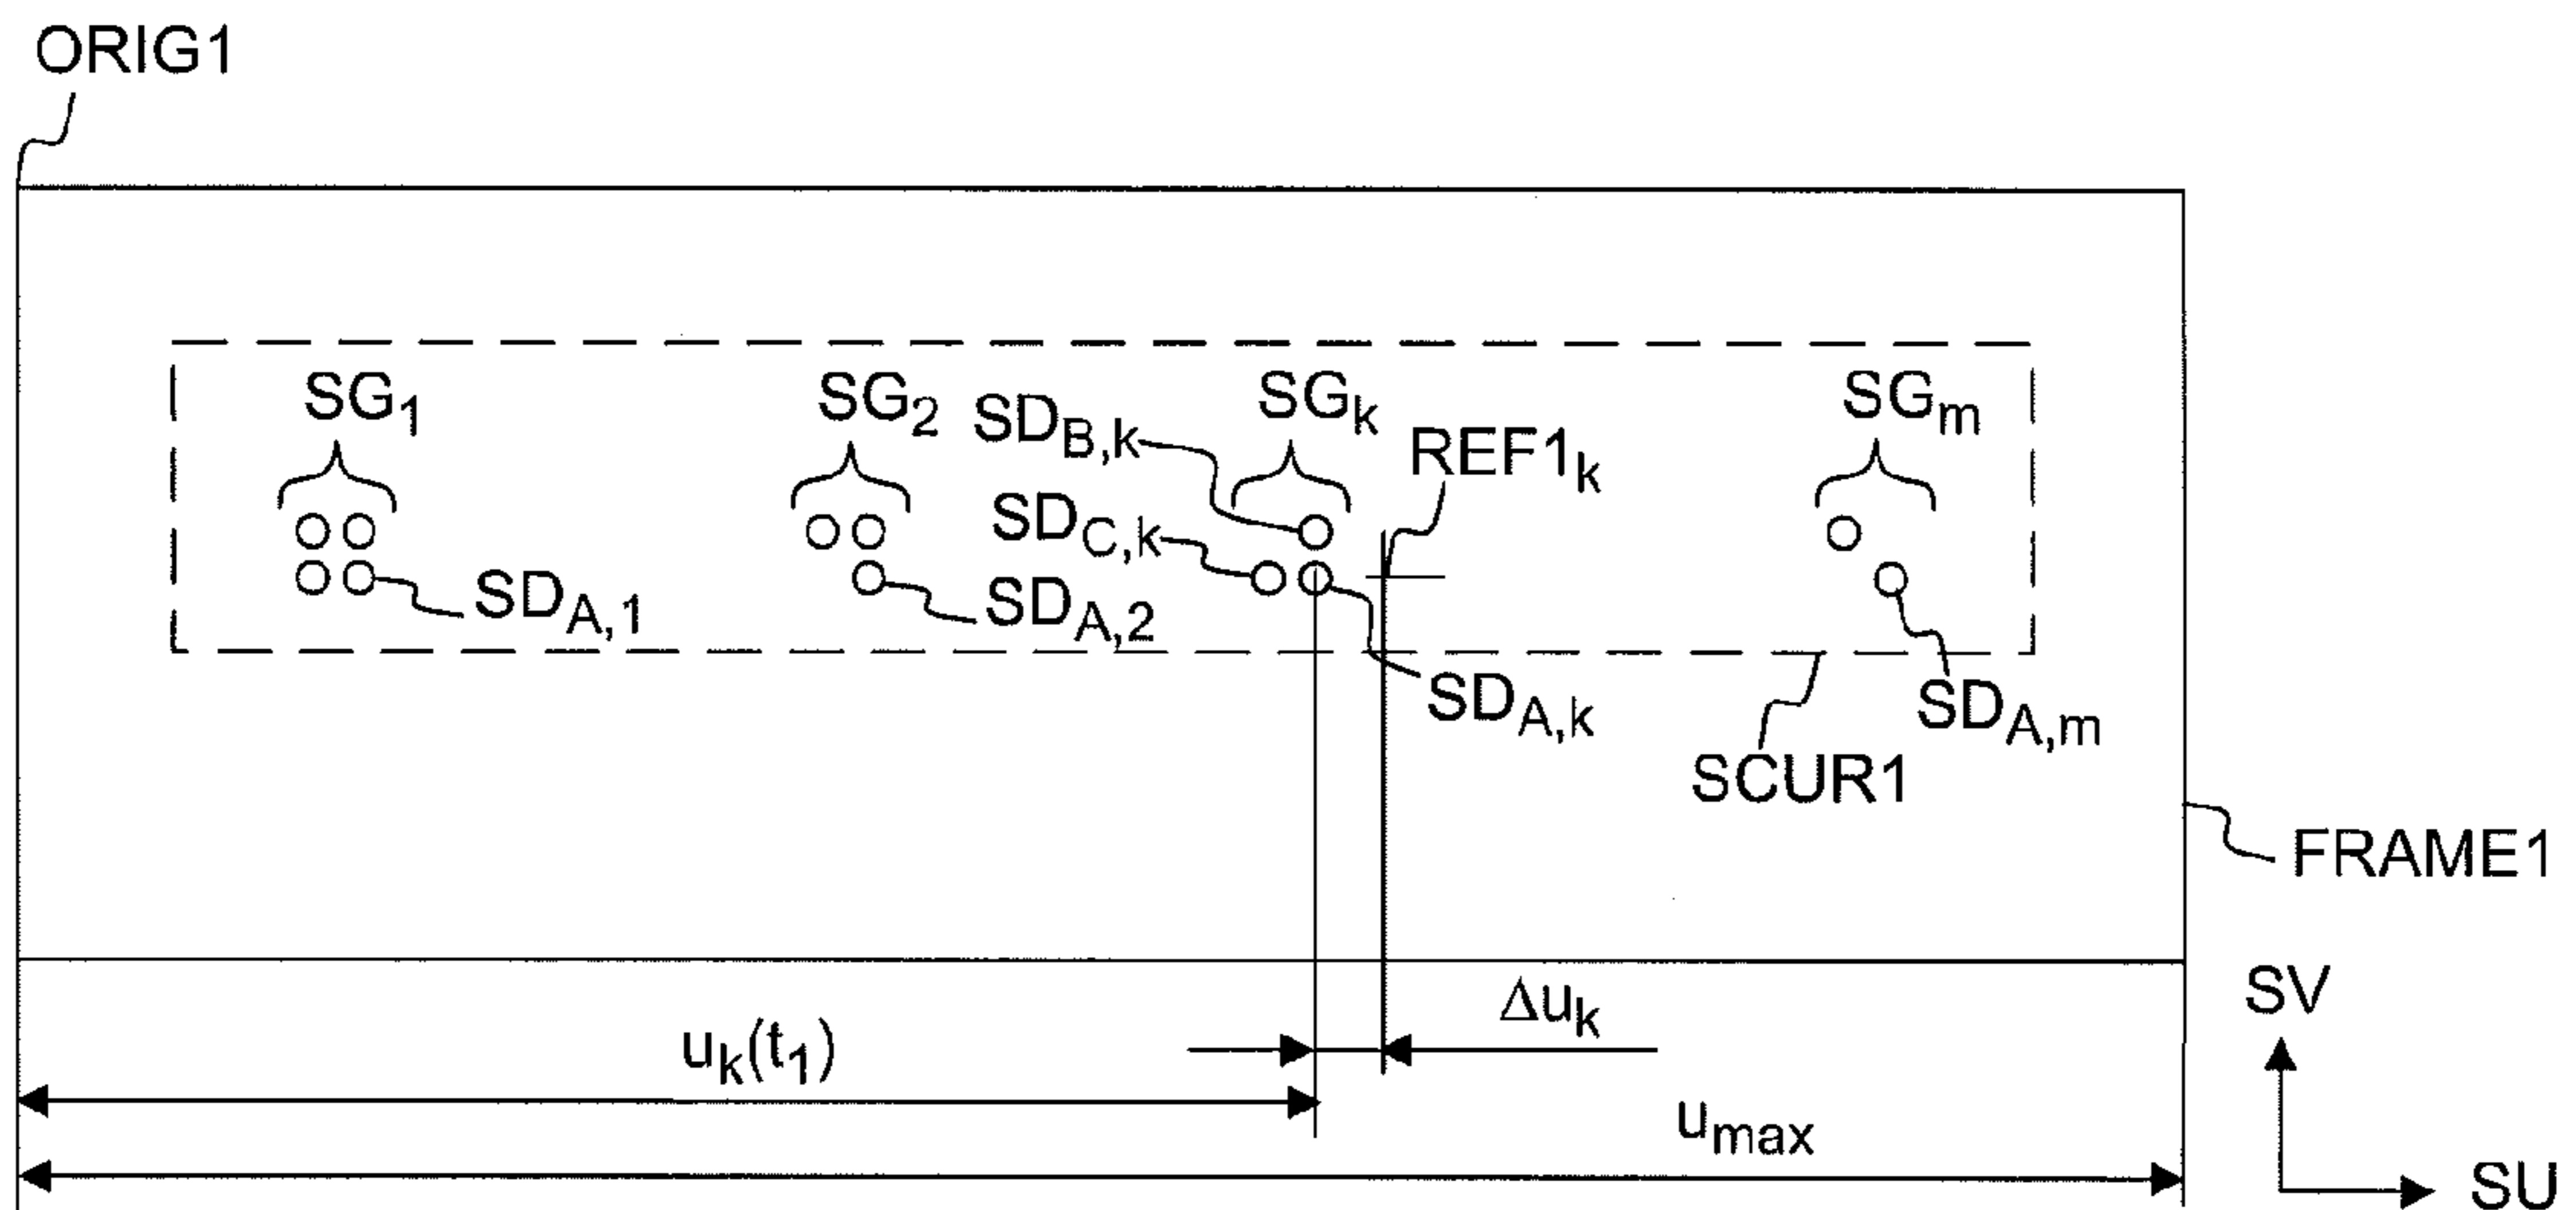 ORIG1
SG1
SG2
SDB,k
SGk
REF1k
SGm
SDC,k
SDA,1
SDA,2
SDA,k
SDA,m
SCUR1
FRAME1
Δuk
SV
uk(t1)
umax
SU